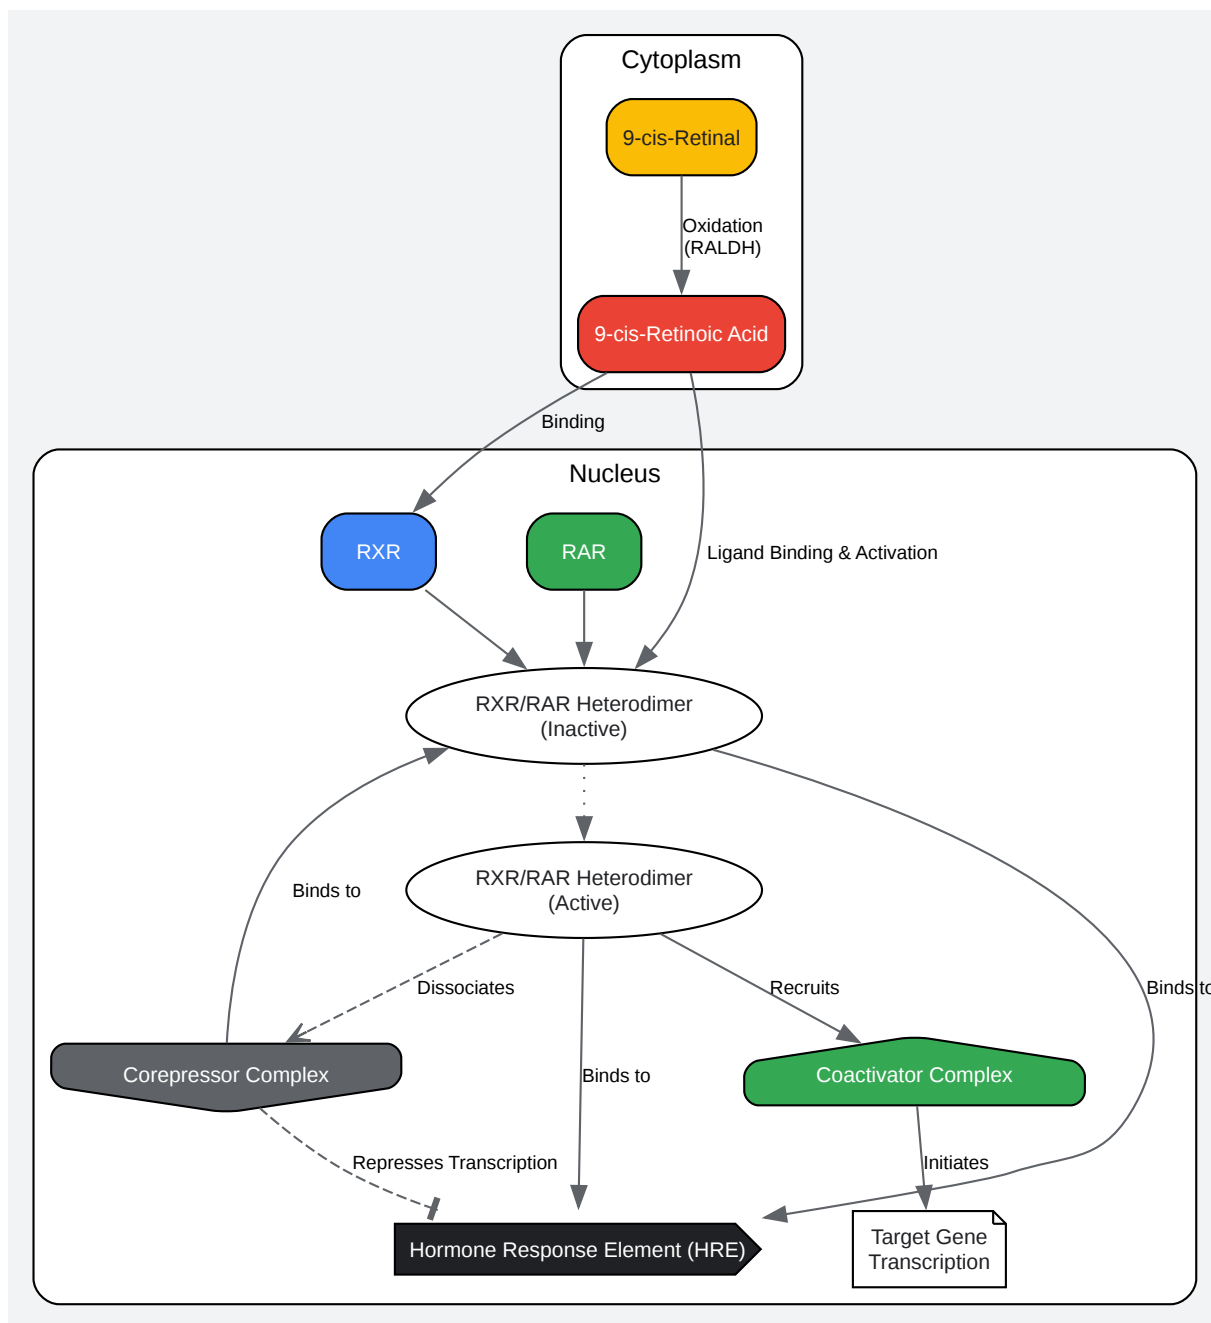 Cytoplasm
9-cis-Retinal
Oxidation
(RALDH)
9-cis-Retinoic Acid
Binding
Nucleus
RXR
RAR
Ligand Binding & Activation
RXR/RAR Heterodimer
(Inactive)
RXR/RAR Heterodimer
(Active)
Binds to
Dissociates
Recruits
Binds to
Corepressor Complex
Binds to
Coactivator Complex
Represses Transcription
Initiates
Hormone Response Element (HRE)
Target Gene
Transcription